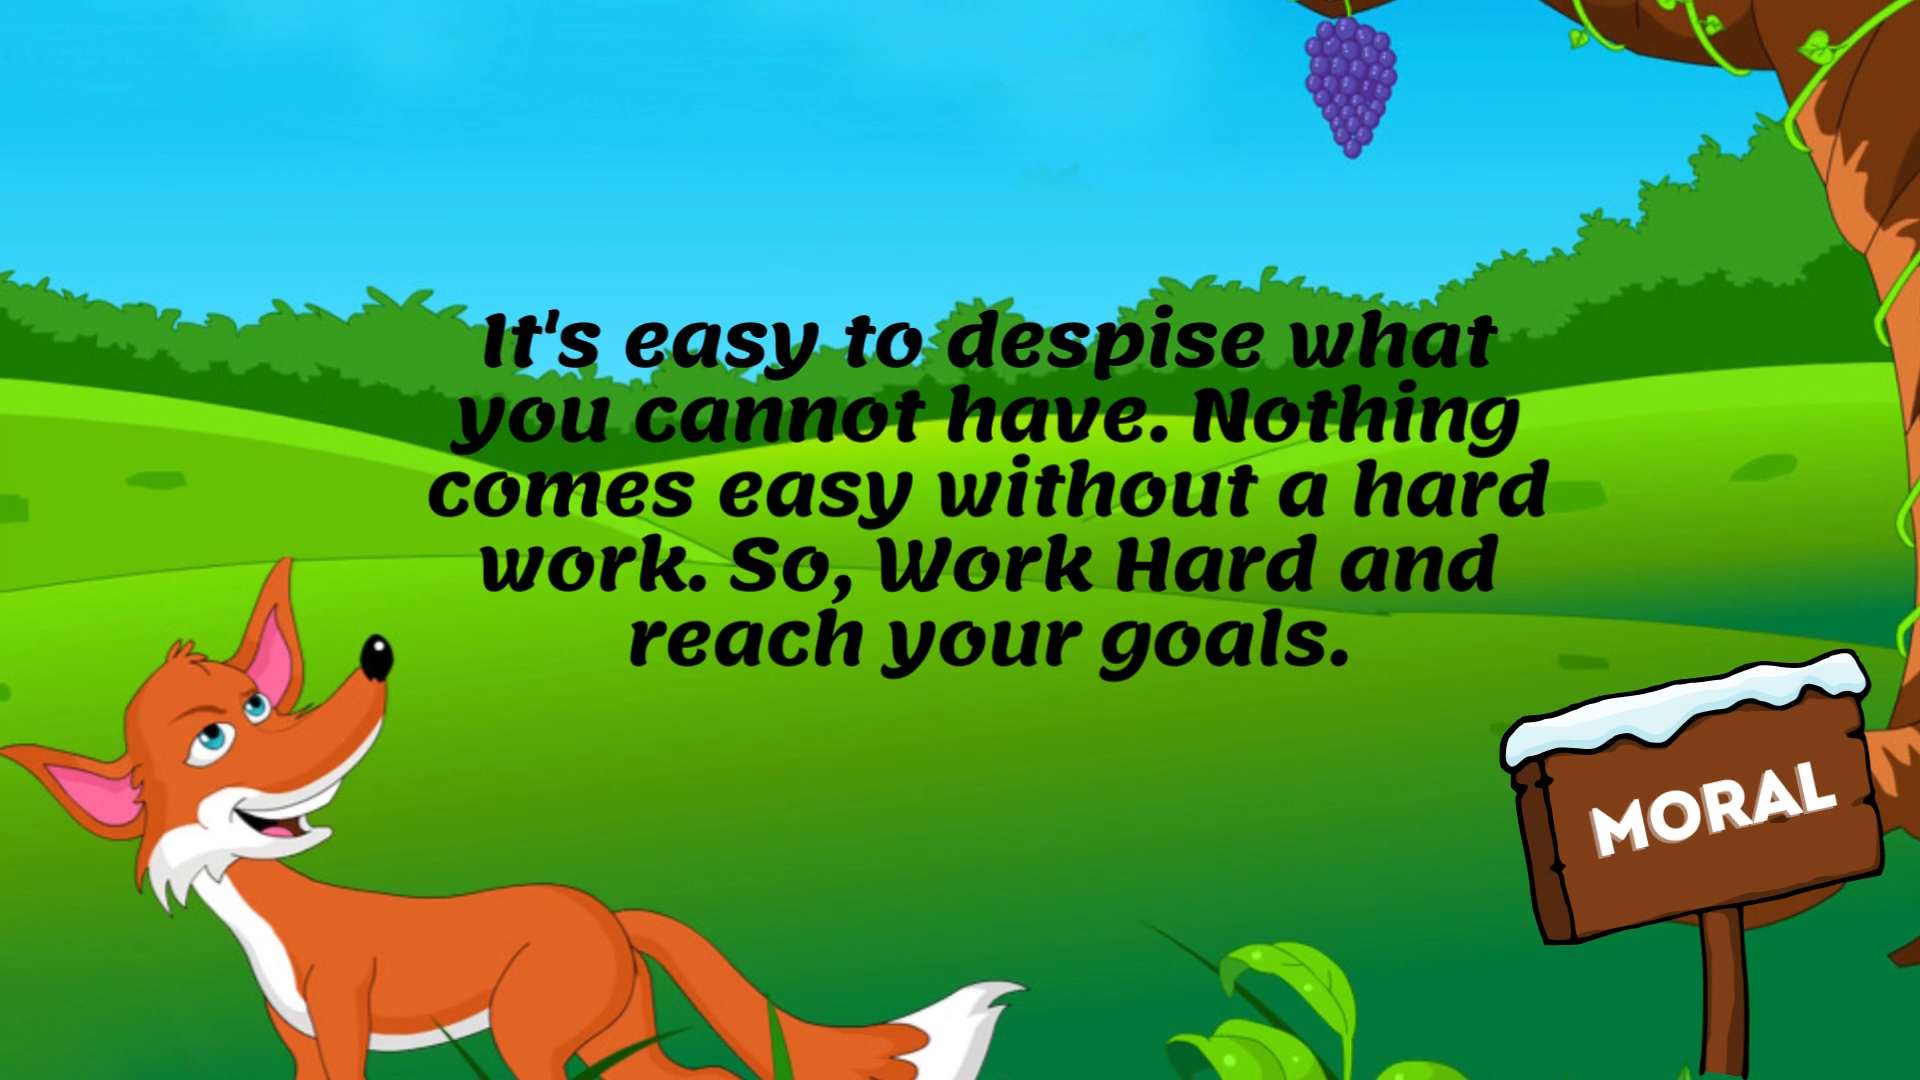 It's easy to despise what
you cannot have. Nothing
comes easy without a hard
work. So, Work Hard and
reach your goals.
MORAL